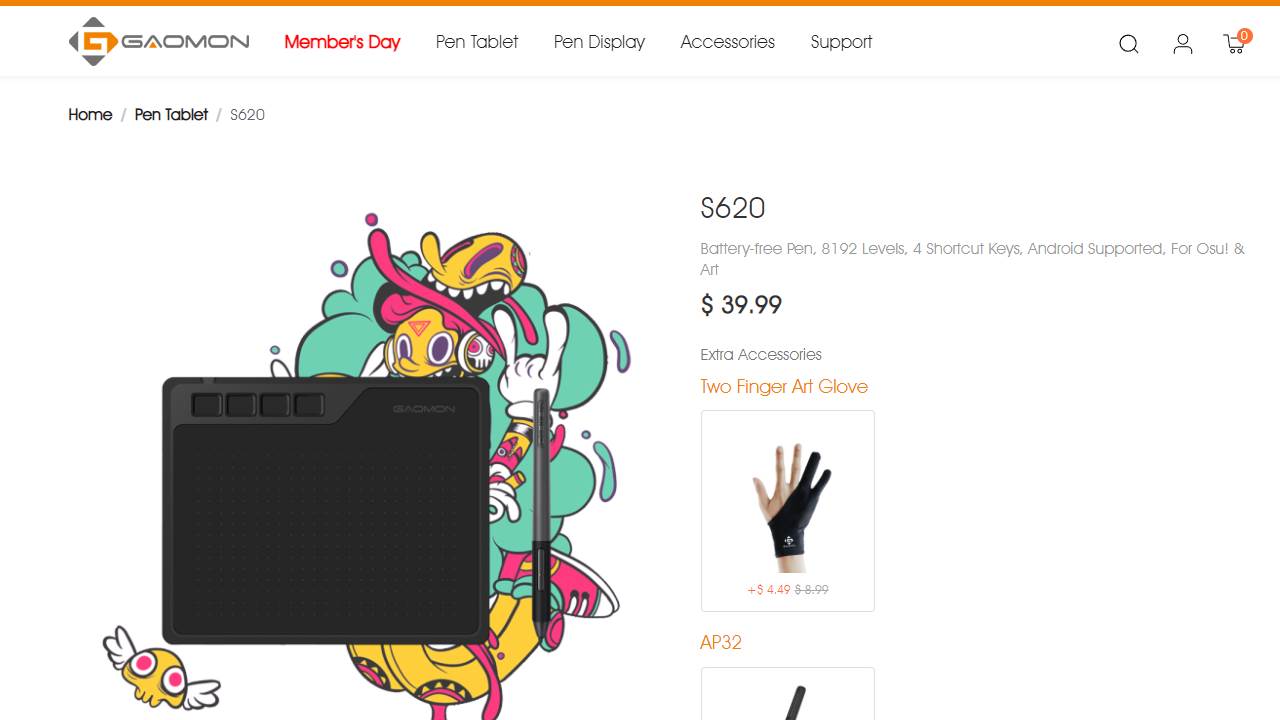 GAOMON
Member's Day
Pen Tablet
Pen Display
Accessories
Support
0
Home / Pen Tablet / S620
S620
Battery-free Pen, 8192 Levels, 4 Shortcut Keys, Android Supported, For Osu! &
Art
$ 39.99
Extra Accessories
Two Finger Art Glove
+$ 4.49 $ 8.99
AP32
GAOMON